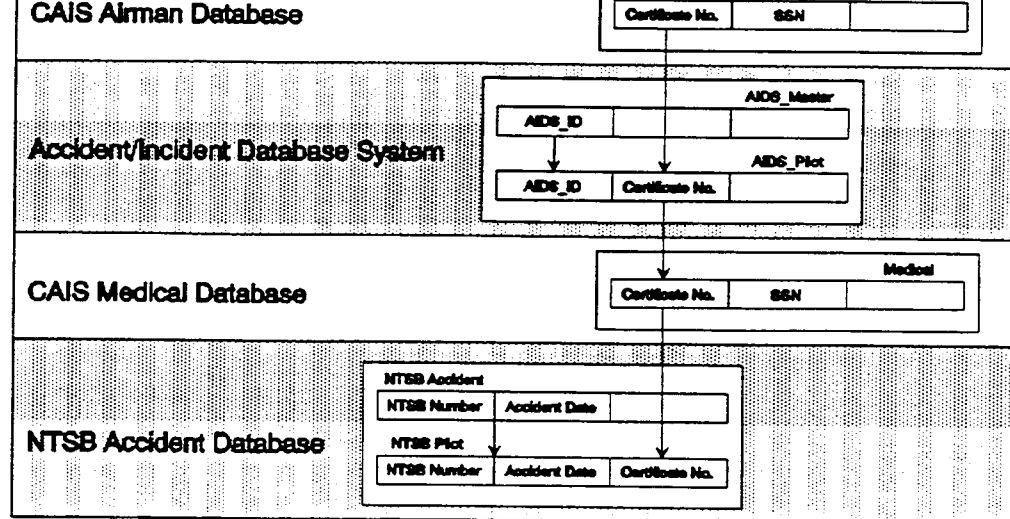 CAIS Airman Database
Certificate No. SSN
AIDS_Master
AIDS_ID
Accident/Incident Database System
AIDS_Pilot
AIDS_ID Certificate No.
Medical
CAIS Medical Database
Certificate No. SSN
NTSB Accident
NTSB Number Accident Date
NTSB Accident Database
NTSB Pilot
NTSB Number Accident Date Certificate No.